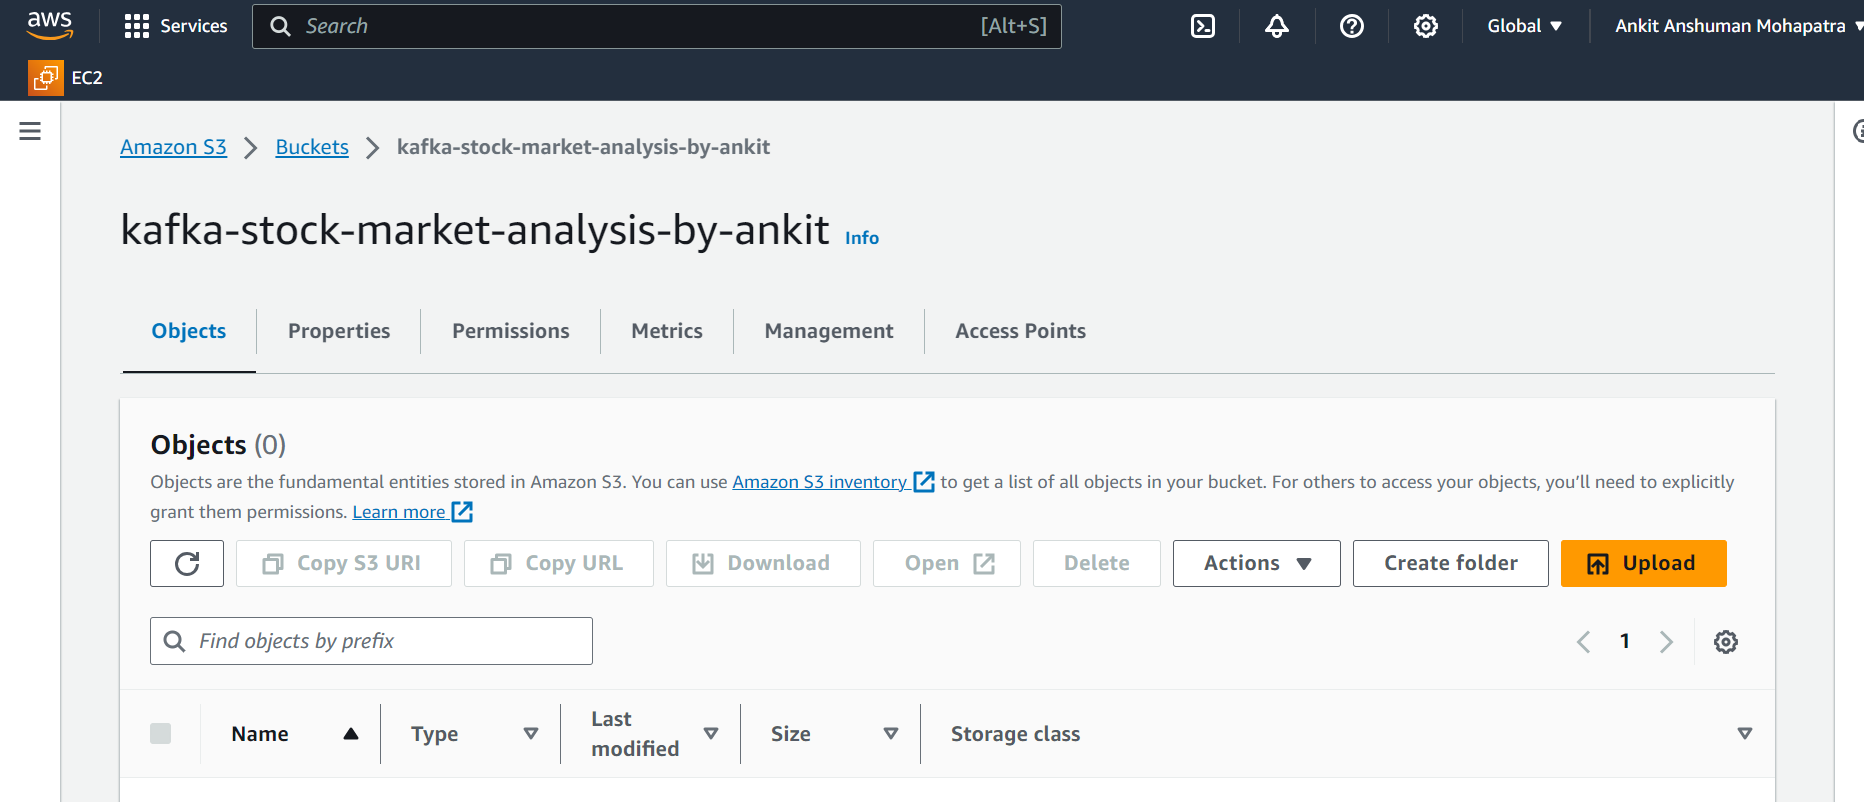 aws
Services
Search
[Alt+S]
Global
Ankit Anshuman Mohapatra
EC2
Amazon S3
Buckets
kafka-stock-market-analysis-by-ankit
kafka-stock-market-analysis-by-ankit Info
Objects
Properties
Permissions
Metrics
Management
Access Points
Objects (0)
Objects are the fundamental entities stored in Amazon S3. You can use Amazon S3 inventory to get a list of all objects in your bucket. For others to access your objects, you’ll need to explicitly
grant them permissions. Learn more
Copy S3 URI
Copy URL
Download
Open
Delete
Actions
Create folder
Upload
Find objects by prefix
1
Name
Type
Last
modified
Size
Storage class